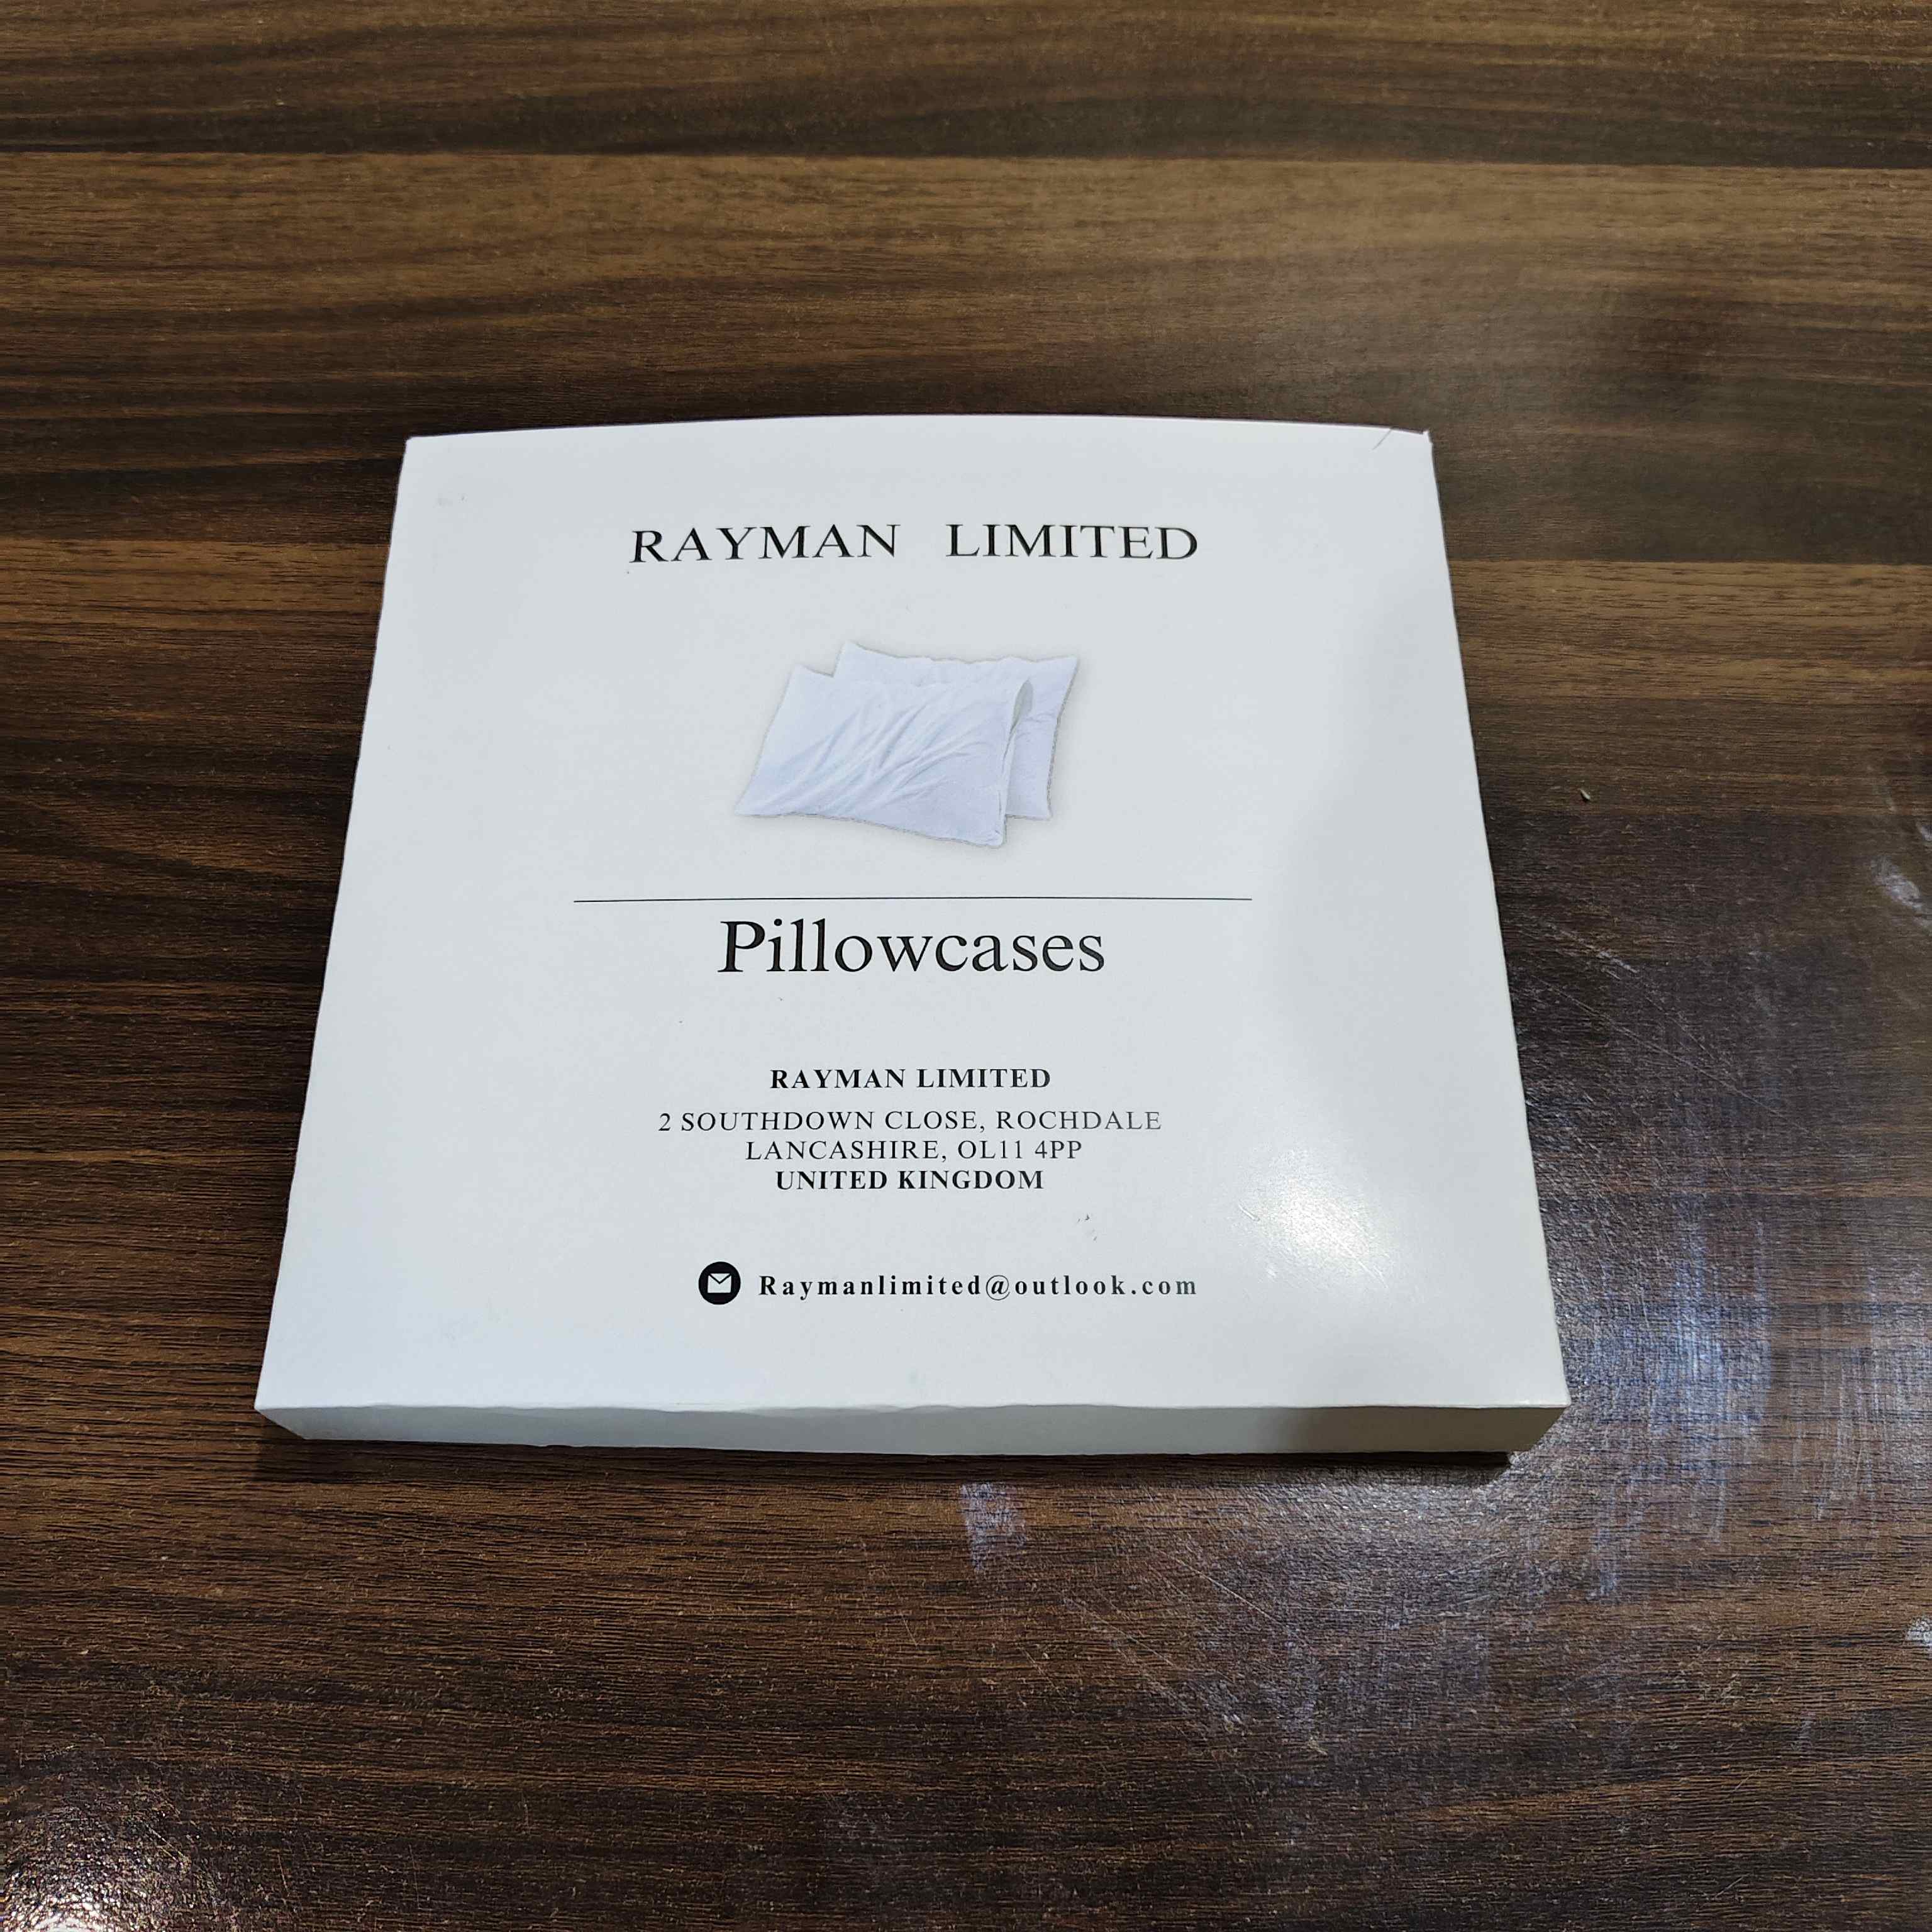 RAYMAN LIMITED
Pillowcases
RAYMAN LIMITED
2 SOUTHDOWN CLOSE, ROCHDALE
LANCASHIRE, OL11 4PP
UNITED KINGDOM
Raymanlimited@outlook.com